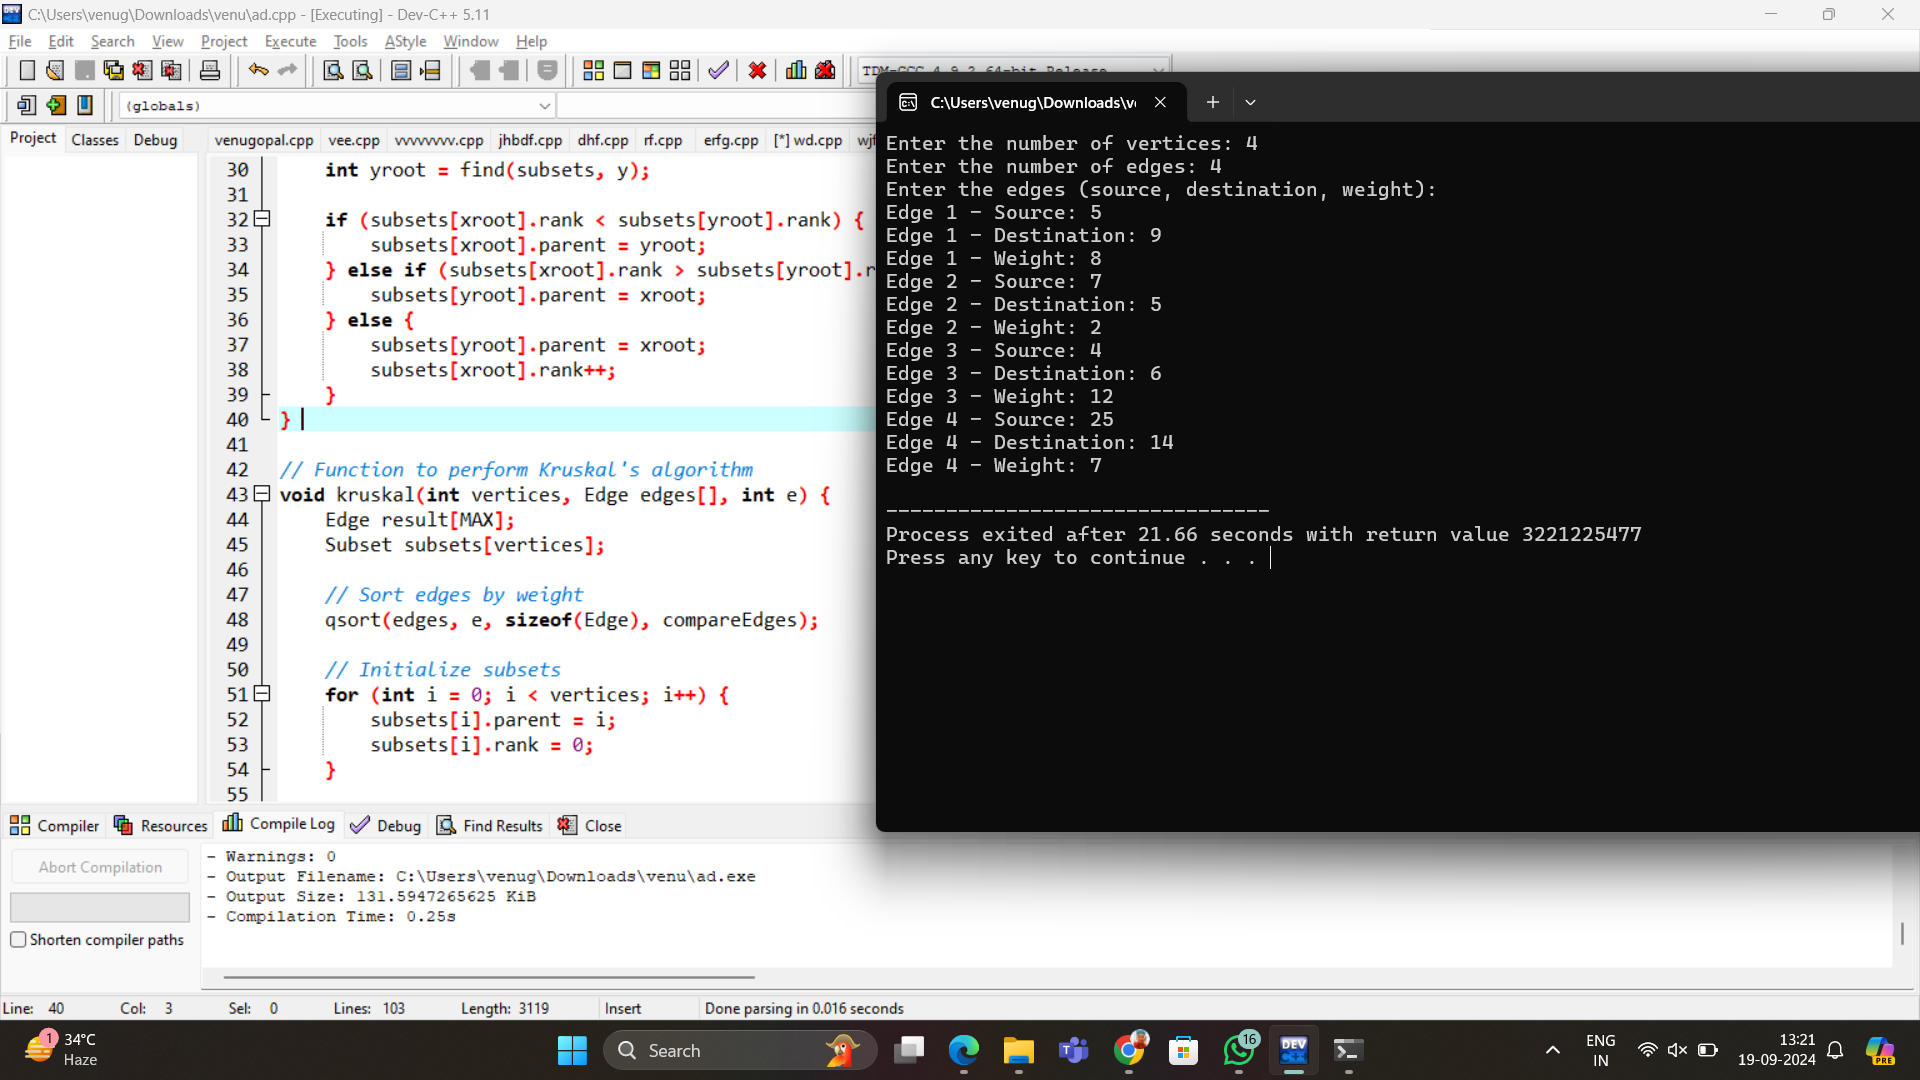 C:\Users\venug\Downloads\venu\ad.cpp - [Executing] - Dev-C++ 5.11
File Edit Search View Project Execute Tools AStyle Window Help
TDM-GCC 4.9.2 64-bit Release
(globals)
Project Classes Debug
venugopal.cpp vee.cpp vvvvvvvv.cpp jhbdf.cpp dhf.cpp rf.cpp erfg.cpp [*] wd.cpp
30 int yroot = find(subsets, y);
31
32 if (subsets[xroot].rank < subsets[yroot].rank) {
33 subsets[xroot].parent = yroot;
34 } else if (subsets[xroot].rank > subsets[yroot].r
35 subsets[yroot].parent = xroot;
36 } else {
37 subsets[yroot].parent = xroot;
38 subsets[xroot].rank++;
39 }
40 }
41
42 // Function to perform Kruskal's algorithm
43 void kruskal(int vertices, Edge edges[], int e) {
44 Edge result[MAX];
45 Subset subsets[vertices];
46
47 // Sort edges by weight
48 qsort(edges, e, sizeof(Edge), compareEdges);
49
50 // Initialize subsets
51 for (int i = 0; i < vertices; i++) {
52 subsets[i].parent = i;
53 subsets[i].rank = 0;
54 }
55
C:\Users\venug\Downloads\v
Enter the number of vertices: 4
Enter the number of edges: 4
Enter the edges (source, destination, weight):
Edge 1 - Source: 5
Edge 1 - Destination: 9
Edge 1 - Weight: 8
Edge 2 - Source: 7
Edge 2 - Destination: 5
Edge 2 - Weight: 2
Edge 3 - Source: 4
Edge 3 - Destination: 6
Edge 3 - Weight: 12
Edge 4 - Source: 25
Edge 4 - Destination: 14
Edge 4 - Weight: 7
--------------------------------
Process exited after 21.66 seconds with return value 3221225477
Press any key to continue . . .
Compiler Resources Compile Log Debug Find Results Close
Abort Compilation
Shorten compiler paths
- Warnings: 0
- Output Filename: C:\Users\venug\Downloads\venu\ad.exe
- Output Size: 131.5947265625 KiB
- Compilation Time: 0.25s
Line: 40 Col: 3 Sel: 0 Lines: 103 Length: 3119 Insert Done parsing in 0.016 seconds
1
34°C
Haze
Search
16
DEV
C++
ENG
IN
13:21
19-09-2024
PRE